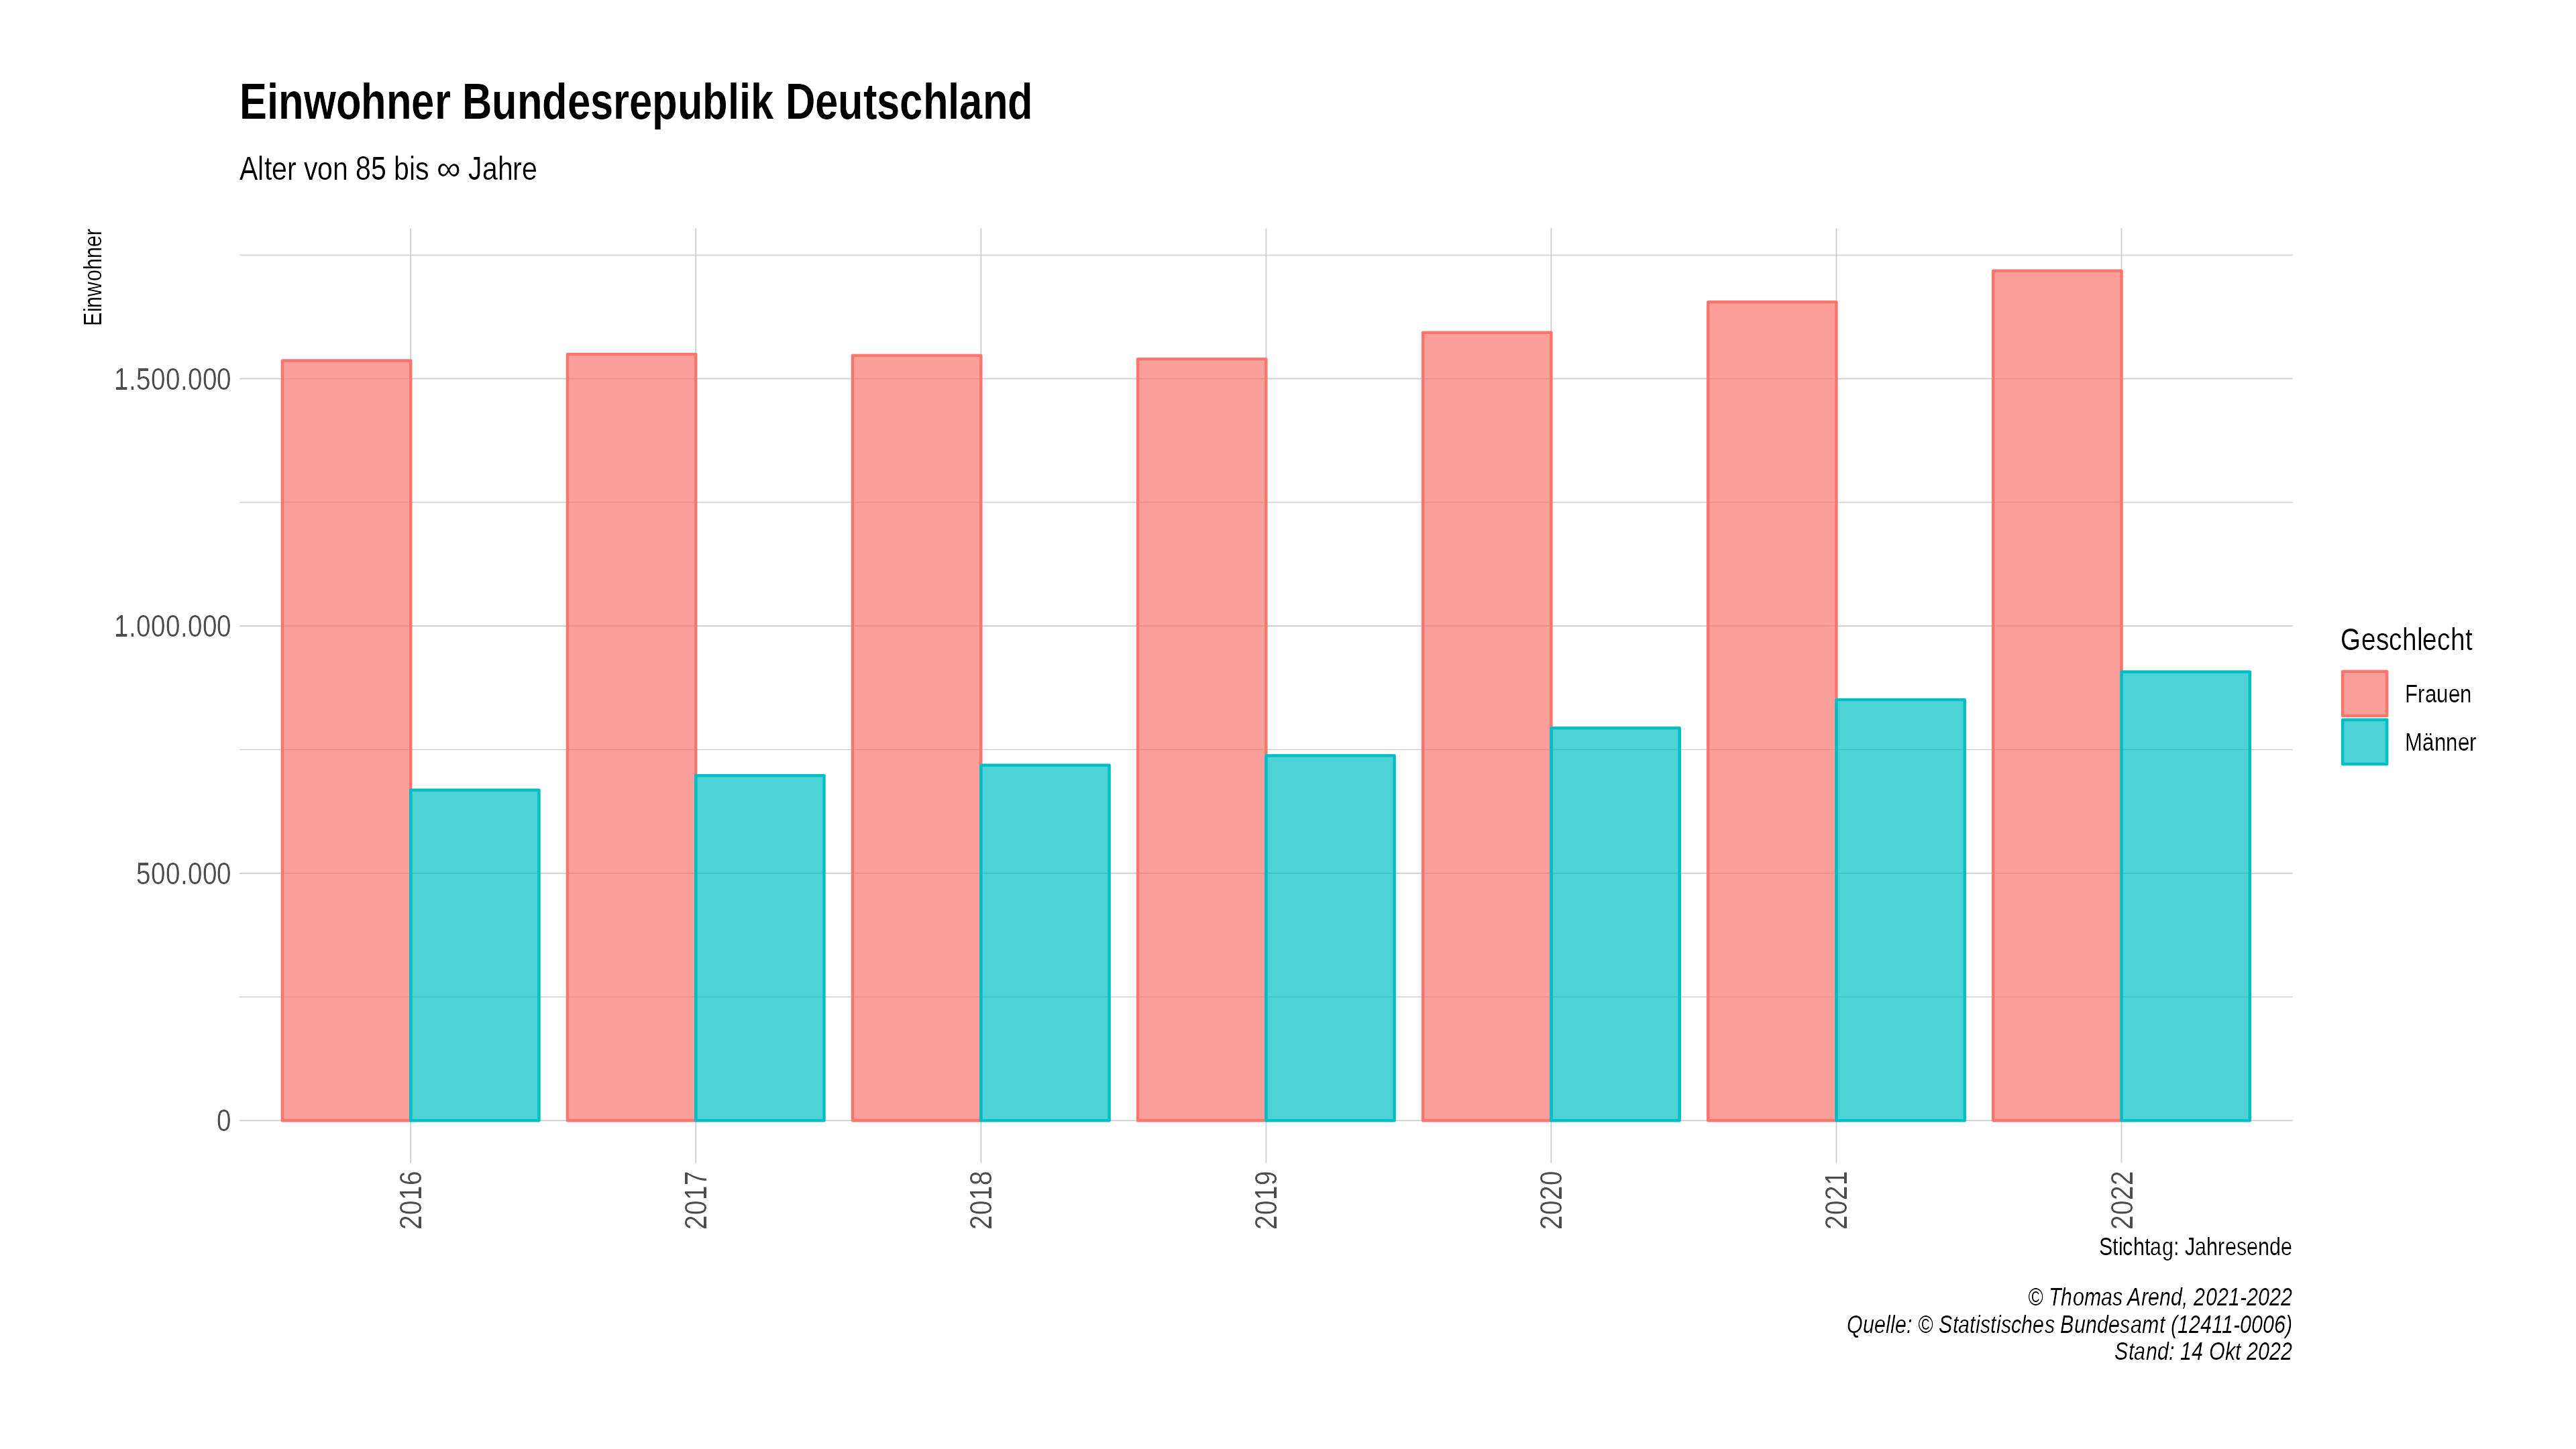 Einwohner Bundesrepublik Deutschland
Alter von 85 bis ∞ Jahre
Einwohner
1.500.000
1.000.000
500.000
0
2016
2017
2018
2019
2020
2021
2022
Geschlecht
Frauen
Männer
Stichtag: Jahresende
© Thomas Arend, 2021-2022
Quelle: © Statistisches Bundesamt (12411-0006)
Stand: 14 Okt 2022